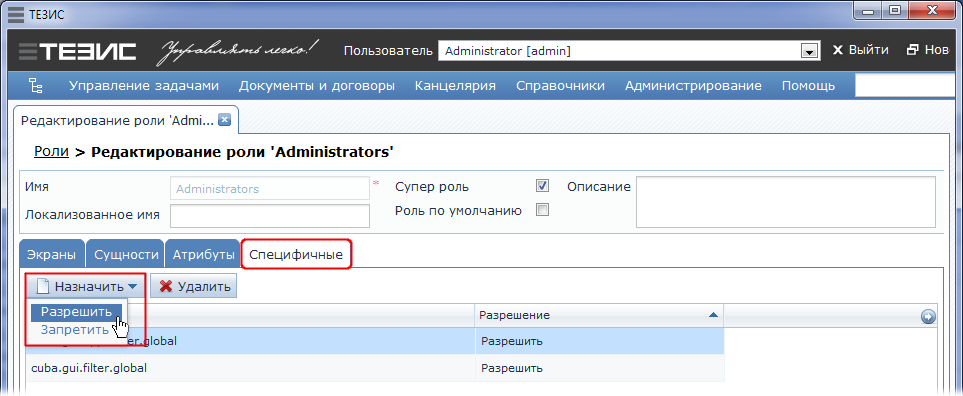 ТЕЗИС
ТЕЗИС Управлять легко! Пользователь Administrator [admin] Выйти Нов
Управление задачами Документы и договоры Канцелярия Справочники Администрирование Помощь
Редактирование роли 'Admi...
Роли > Редактирование роли 'Administrators'
Имя Administrators * Супер роль Описание
Локализованное имя Роль по умолчанию
Экраны Сущности Атрибуты Специфичные
Назначить Удалить
Разрешить Разрешение
Запретить
er.global Разрешить
cuba.gui.filter.global Разрешить